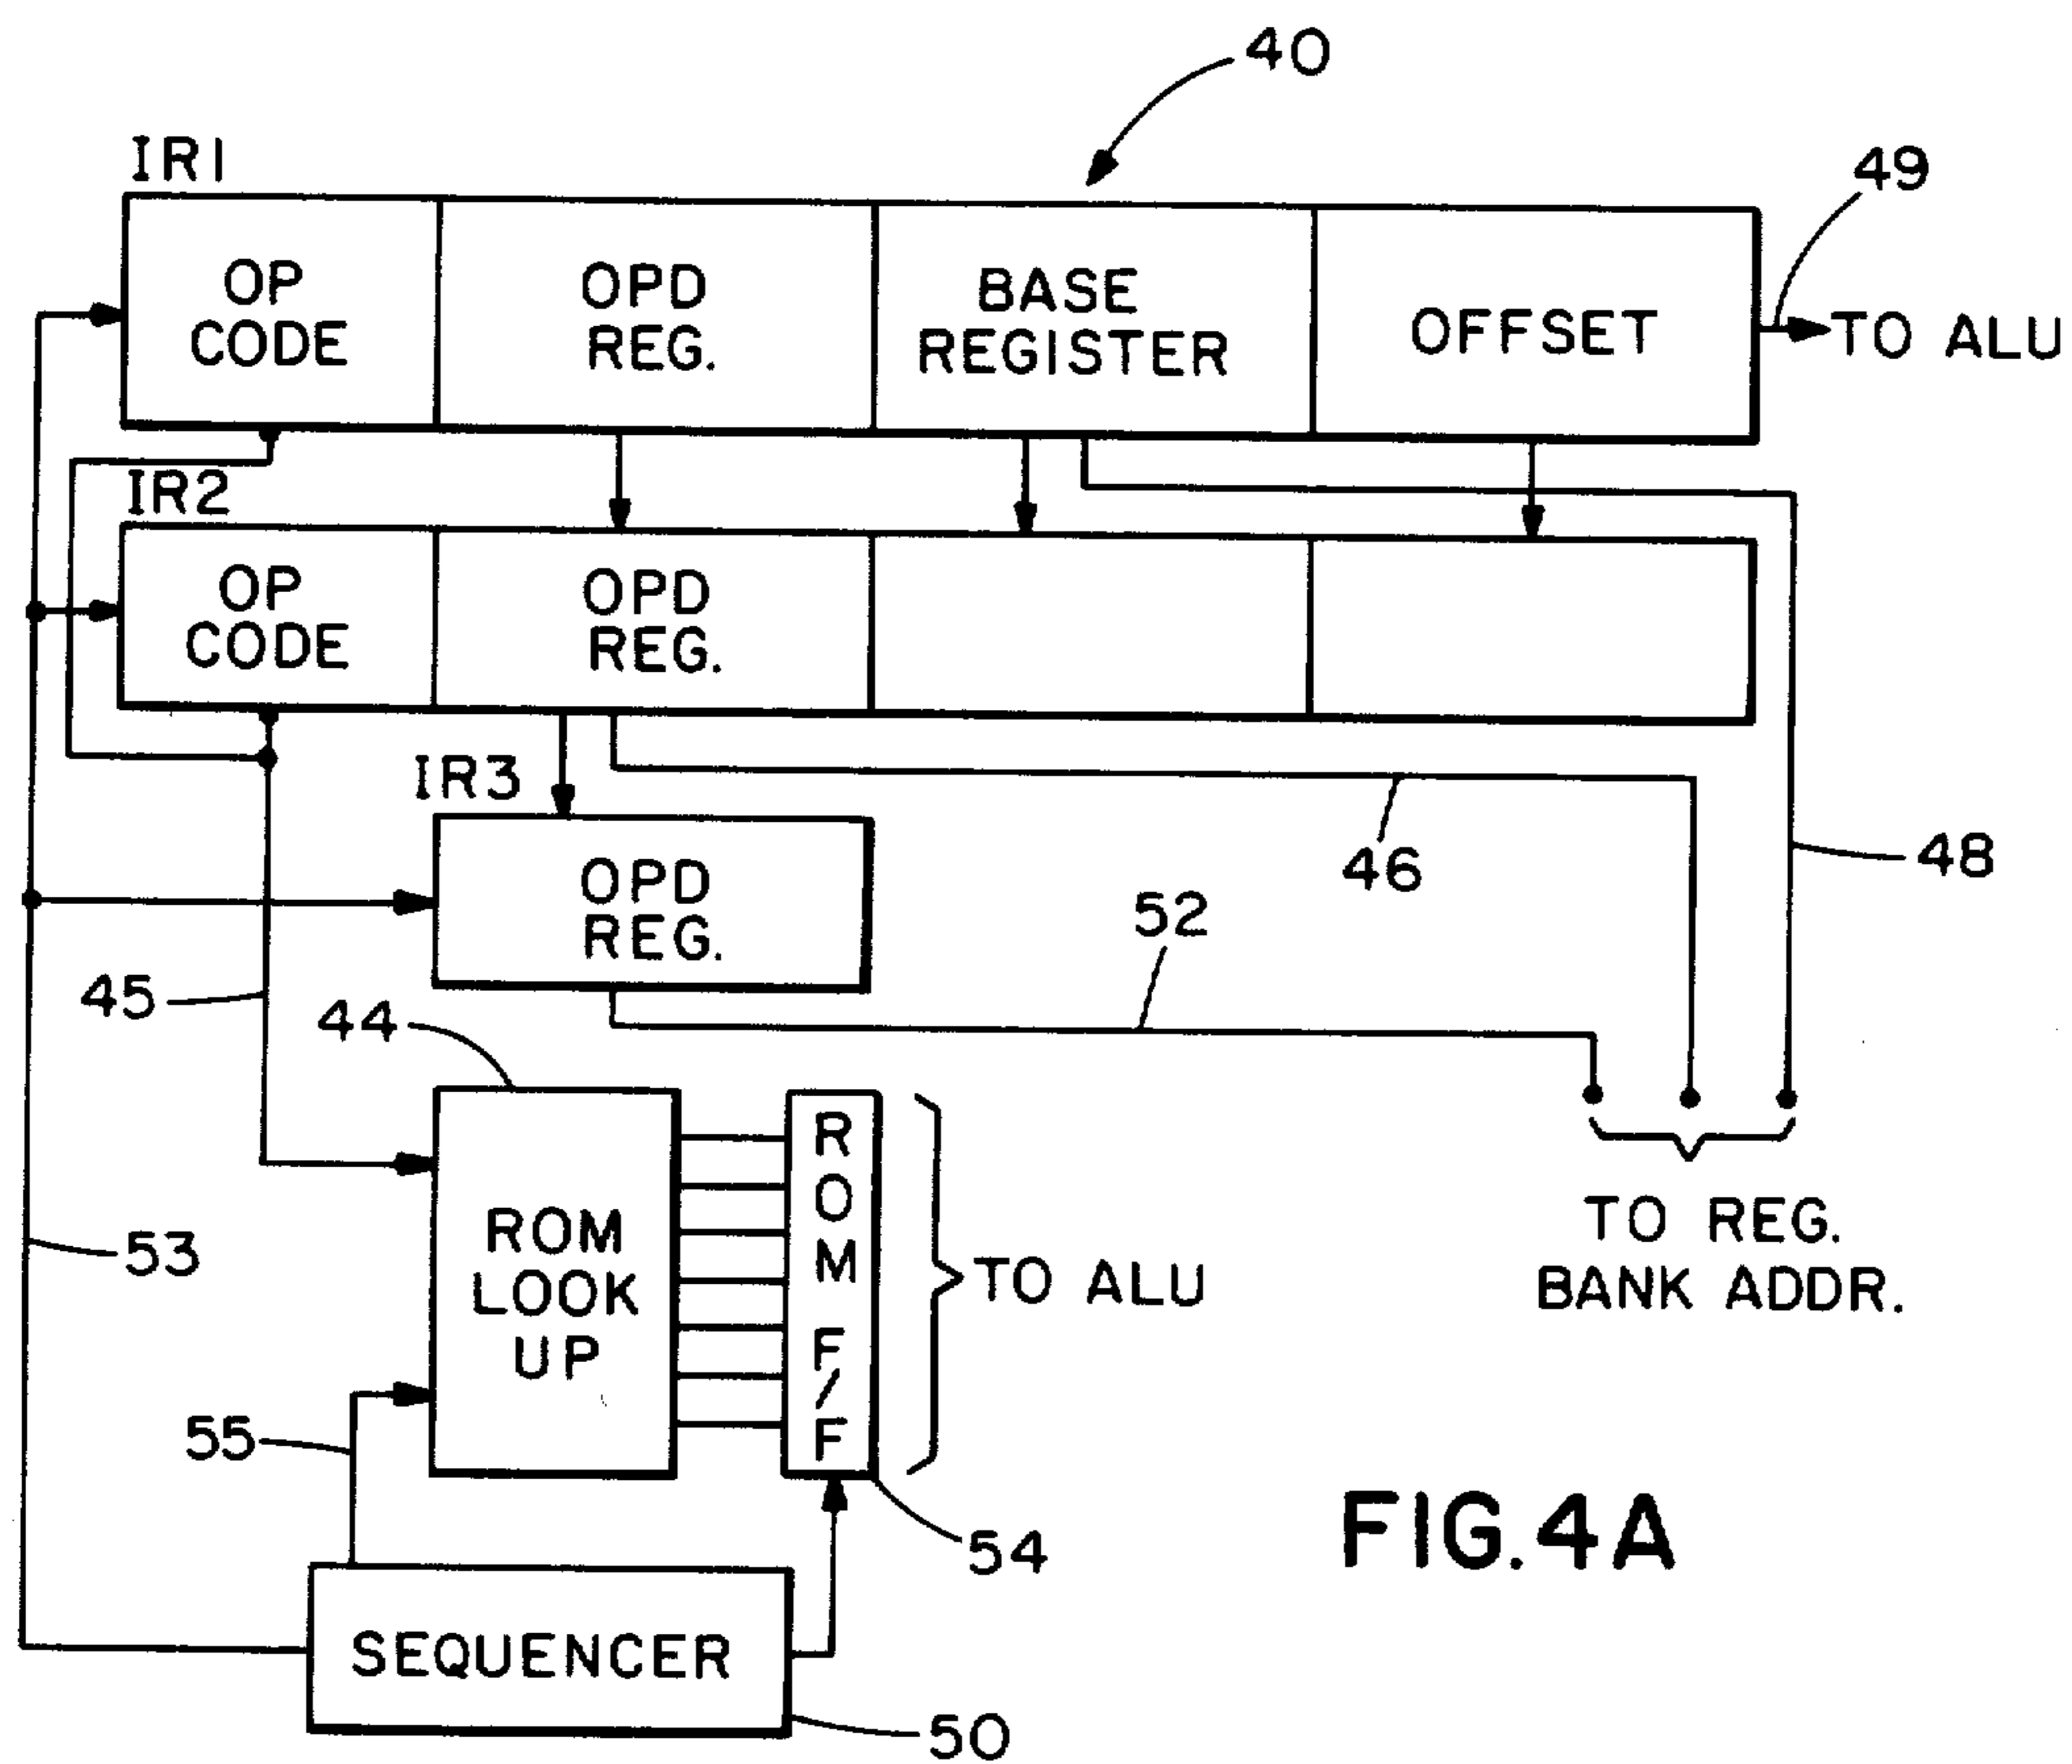 40
IR1
49
OP
CODE
OPD
REG.
BASE
REGISTER
OFFSET
TO ALU
IR2
OP
CODE
OPD
REG.
IR3
46
48
OPD
REG.
52
45
44
ROM
LOOK
UP
ROM F/F
TO ALU
TO REG.
BANK ADDR.
53
55
54
SEQUENCER
50
FIG.4A